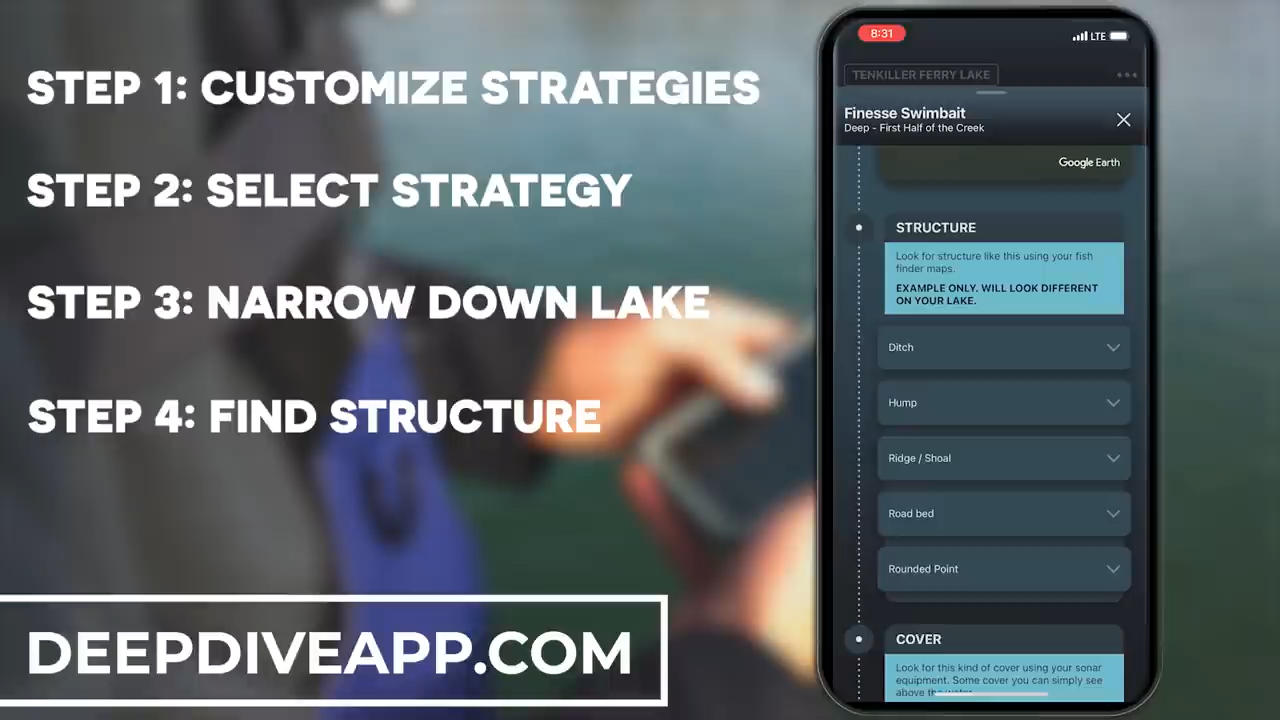 STEP 1: CUSTOMIZE STRATEGIES
STEP 2: SELECT STRATEGY
STEP 3: NARROW DOWN LAKE
STEP 4: FIND STRUCTURE
DEEPDIVEAPP.COM
8:31
LTE
TENKILLER FERRY LAKE
Finesse Swimbait
Deep - First Half of the Creek
Google Earth
STRUCTURE
Look for structure like this using your fish
finder maps.
EXAMPLE ONLY. WILL LOOK DIFFERENT
ON YOUR LAKE.
Ditch
Hump
Ridge / Shoal
Road bed
Rounded Point
COVER
Look for this kind of cover using your sonar
equipment. Some cover you can simply see
above the water.